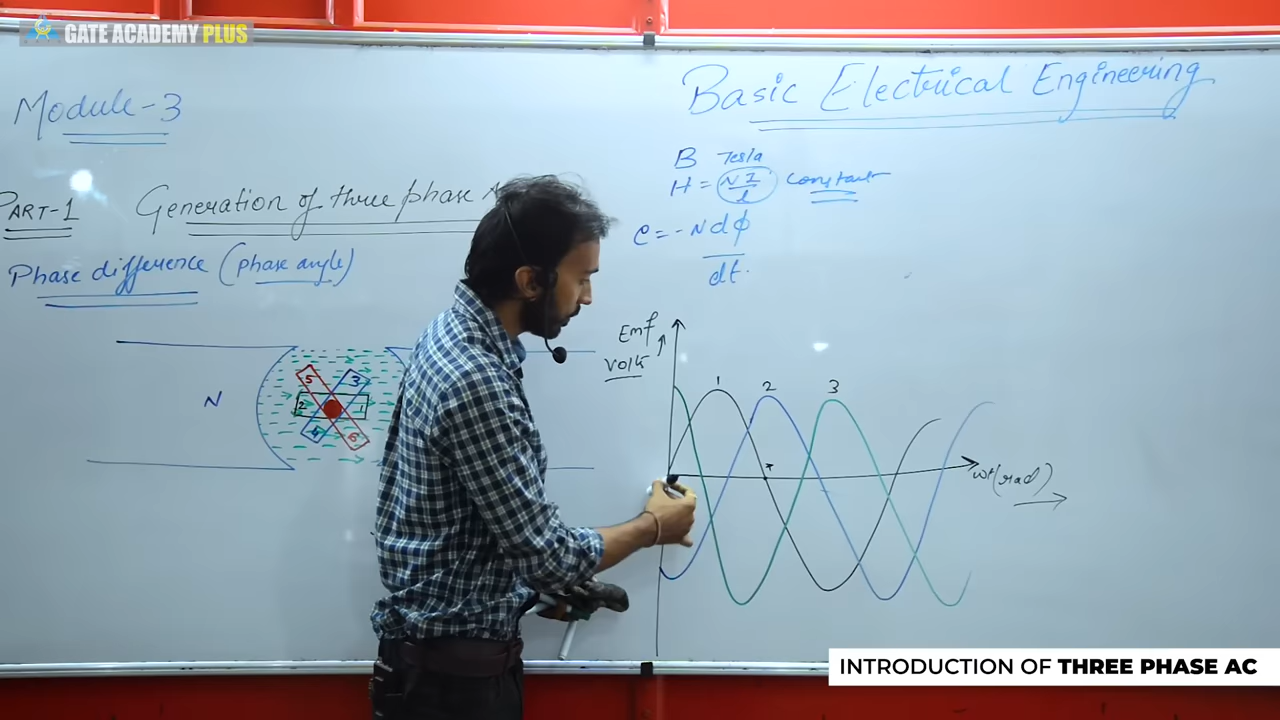 GATE ACADEMY PLUS
Module-3
Basic Electrical Engineering
B Tesla
H = NI/l constant
PART-1 Generation of three phase
e = -N dϕ
dt
Phase difference (phase angle)
Emf
volt
N
5
3
2
1
4
6
1
2
3
π
wt(rad)
INTRODUCTION OF THREE PHASE AC